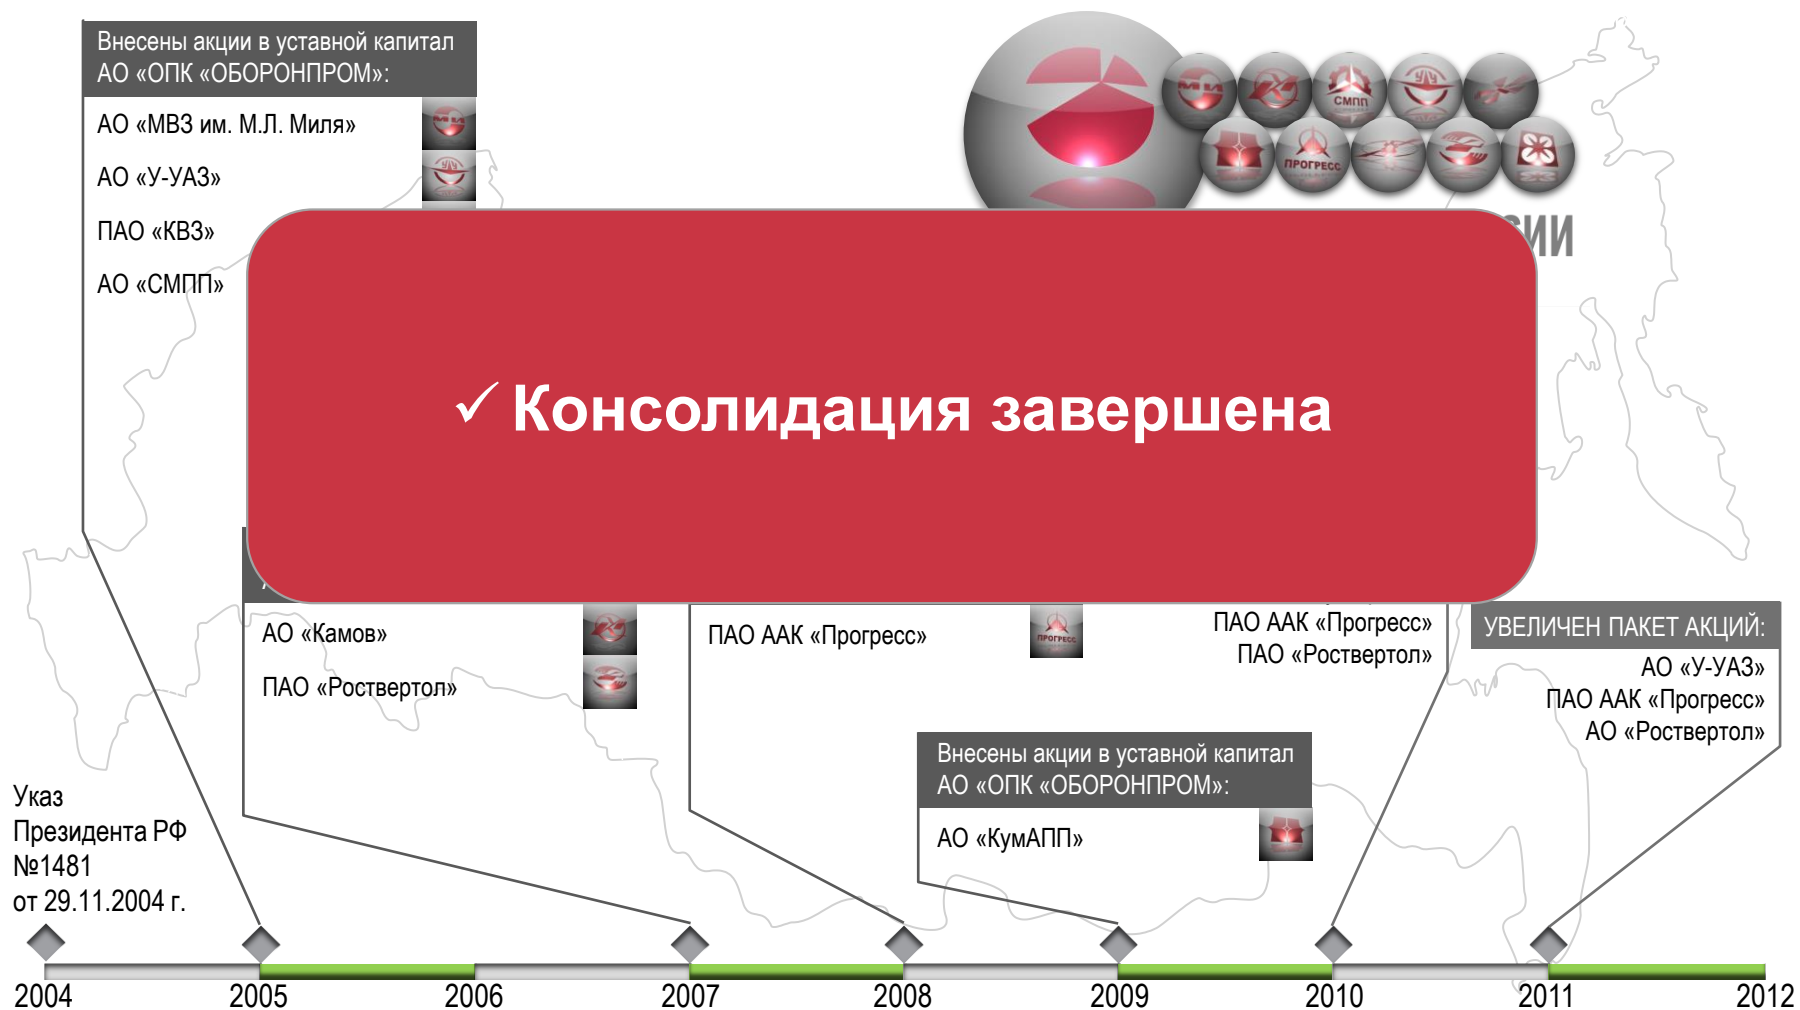 Внесены акции в уставной капитал
АО «ОПК «ОБОРОНПРОМ»:
АО «МВЗ им. М.Л. Миля»
АО «У-УАЗ»
ПАО «КВЗ»
АО «СМПП»
СМПП
ПРОГРЕСС
✓ Консолидация завершена
АО «Камов»
ПАО «Роствертол»
ПАО ААК «Прогресс»
ПРОГРЕСС
ПАО ААК «Прогресс»
ПАО «Роствертол»
УВЕЛИЧЕН ПАКЕТ АКЦИЙ:
АО «У-УАЗ»
ПАО ААК «Прогресс»
АО «Роствертол»
Внесены акции в уставной капитал
АО «ОПК «ОБОРОНПРОМ»:
АО «КумАПП»
Указ
Президента РФ
№1481
от 29.11.2004 г.
2004 2005 2006 2007 2008 2009 2010 2011 2012